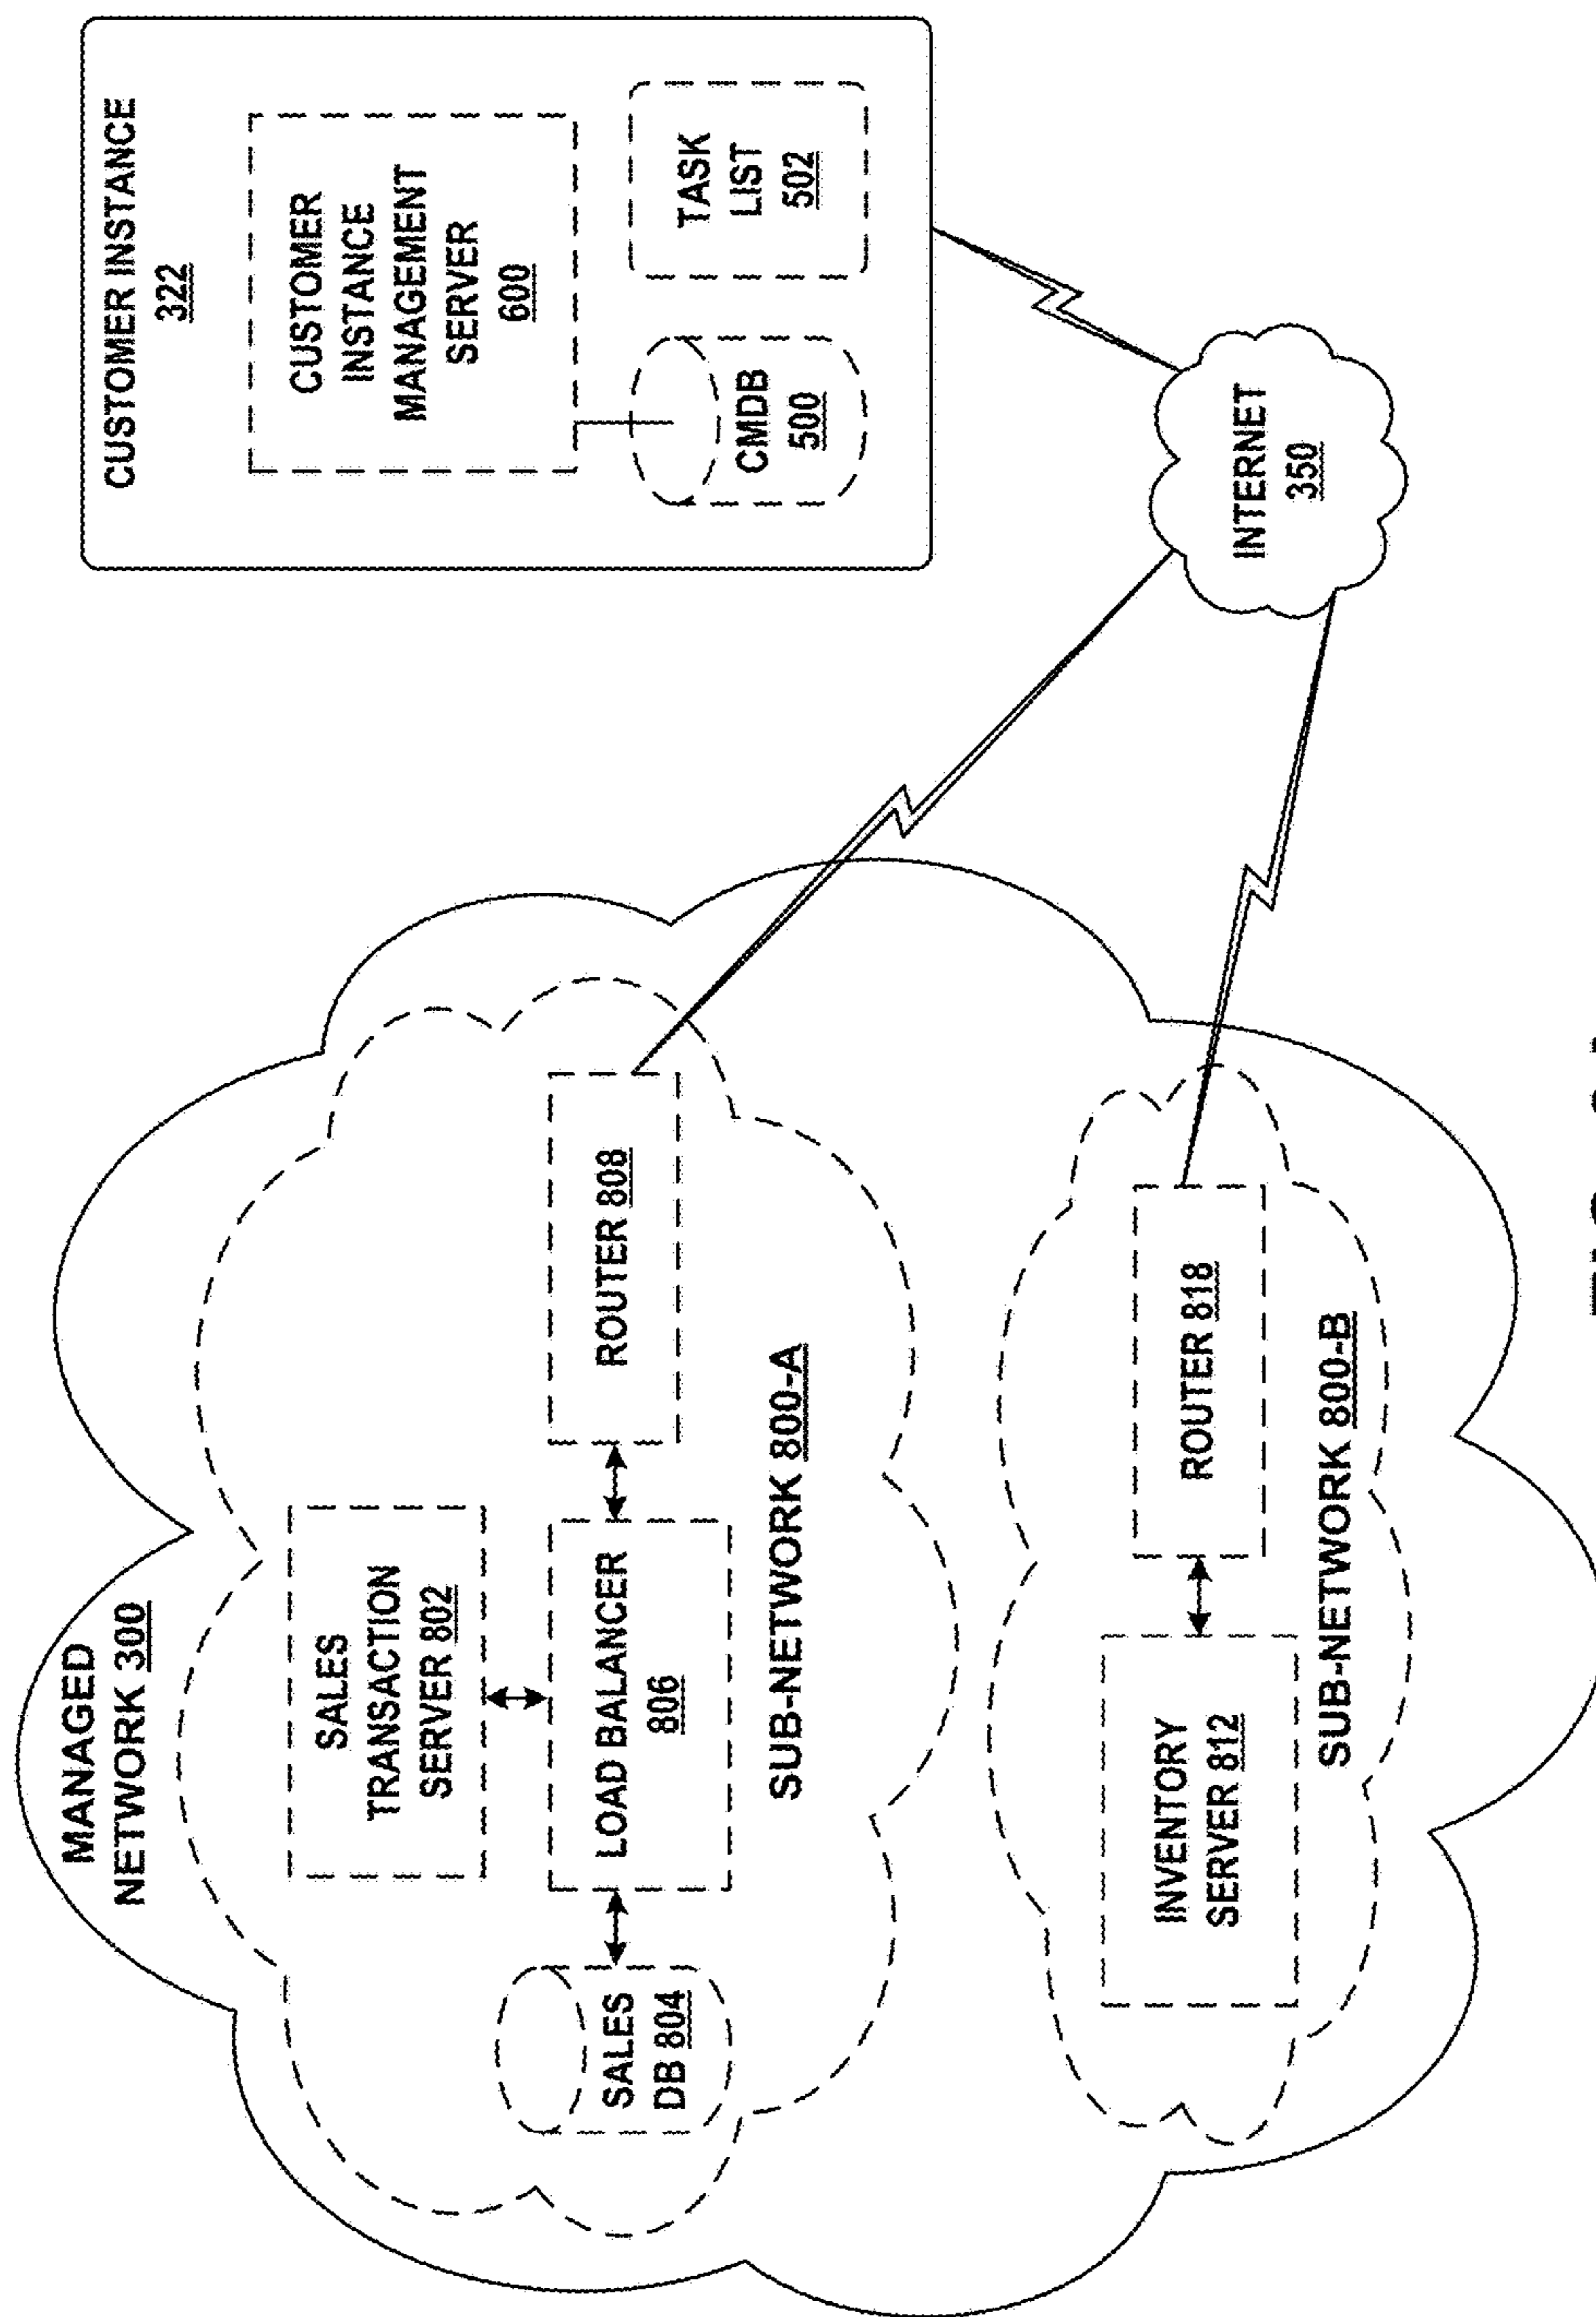 MANAGED
NETWORK 300
SALES
TRANSACTION
SERVER 802
SALES
DB 804
LOAD BALANCER
806
ROUTER 808
SUB-NETWORK 800-A
INVENTORY
SERVER 812
ROUTER 818
SUB-NETWORK 800-B
CUSTOMER INSTANCE
322
CUSTOMER
INSTANCE
MANAGEMENT
SERVER
600
CMDB
500
TASK
LIST
502
INTERNET
350